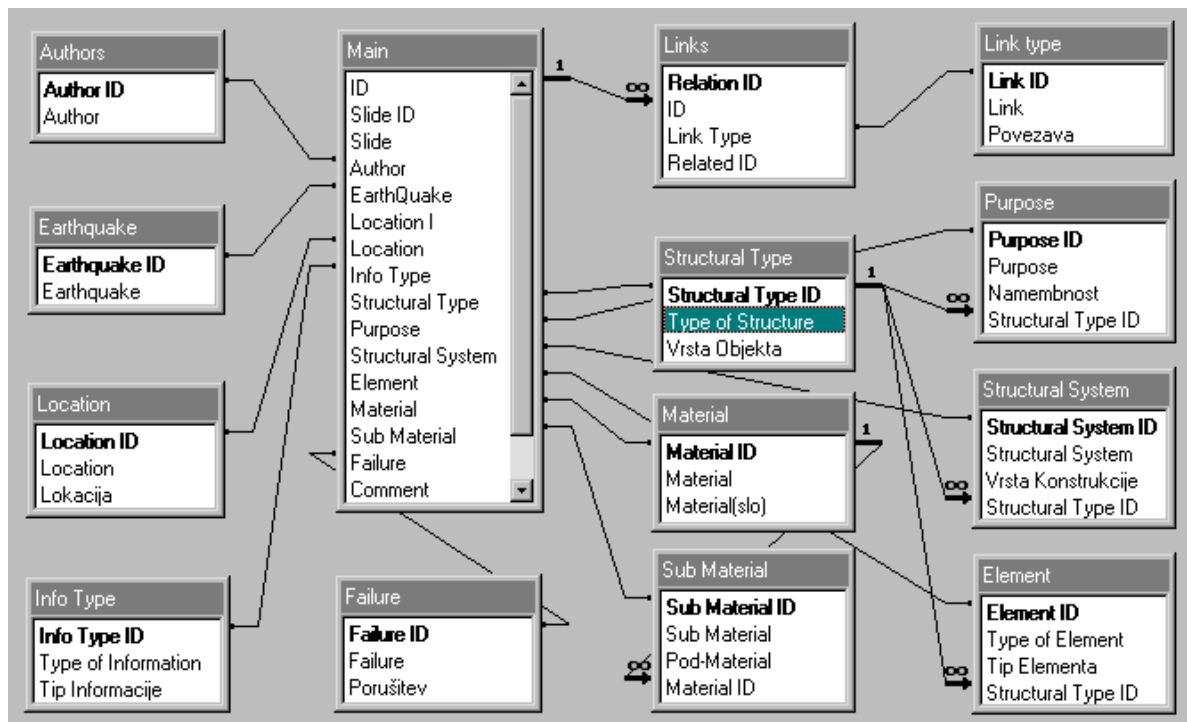 Authors
Author ID
Author
Earthquake
Earthquake ID
Earthquake
Location
Location ID
Location
Lokacija
Info Type
Info Type ID
Type of Information
Tip Informacije
Main
ID
Slide ID
Slide
Author
EarthQuake
Location I
Location
Info Type
Structural Type
Purpose
Structural System
Element
Material
Sub Material
Failure
Comment
Failure
Failure ID
Failure
Porušitev
1
∞
Links
Relation ID
ID
Link Type
Related ID
Structural Type
Structural Type ID
Type of Structure
Vrsta Objekta
1
∞
∞
∞
Material
Material ID
Material
Material(slo)
1
∞
Sub Material
Sub Material ID
Sub Material
Pod-Material
Material ID
Link type
Link ID
Link
Povezava
Purpose
Purpose ID
Purpose
Namembnost
Structural Type ID
Structural System
Structural System ID
Structural System
Vrsta Konstrukcije
Structural Type ID
Element
Element ID
Type of Element
Tip Elementa
Structural Type ID